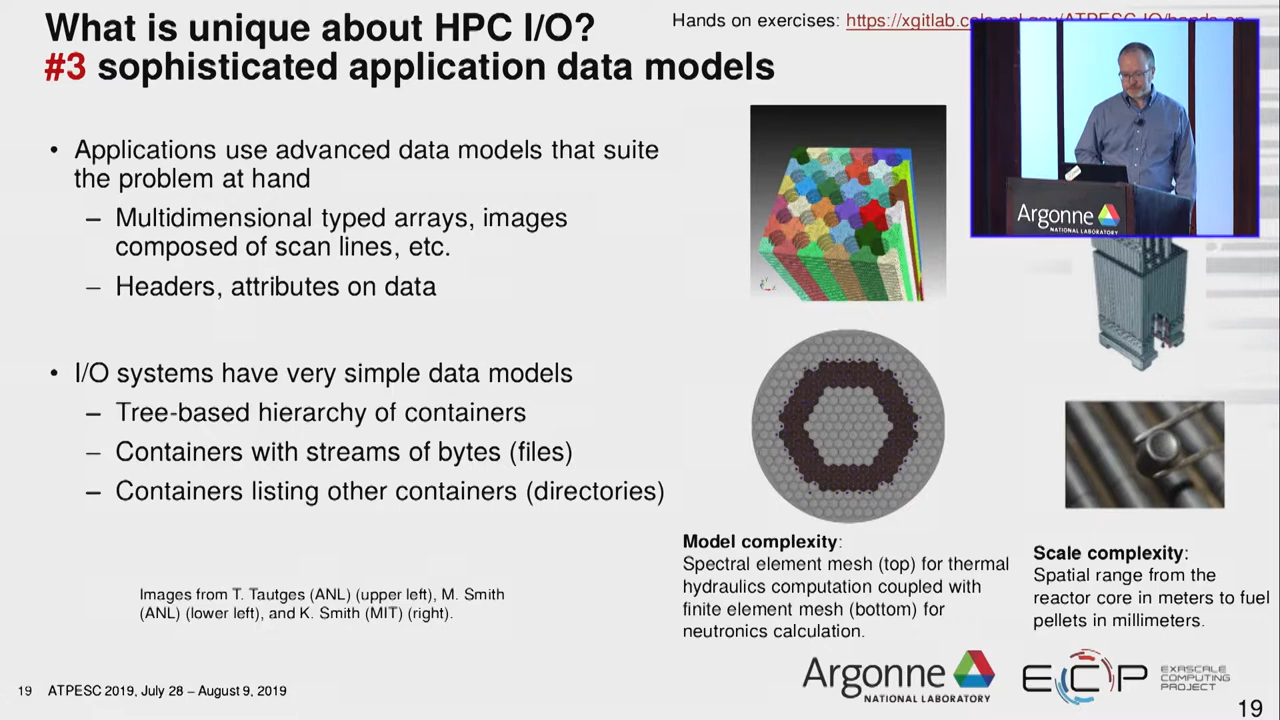 What is unique about HPC I/O?
#3 sophisticated application data models
Hands on exercises:
• Applications use advanced data models that suite
the problem at hand
– Multidimensional typed arrays, images
composed of scan lines, etc.
– Headers, attributes on data
• I/O systems have very simple data models
– Tree-based hierarchy of containers
– Containers with streams of bytes (files)
– Containers listing other containers (directories)
Images from T. Tautges (ANL) (upper left), M. Smith
(ANL) (lower left), and K. Smith (MIT) (right).
Argonne
NATIONAL LABORATORY
Model complexity:
Spectral element mesh (top) for thermal
hydraulics computation coupled with
finite element mesh (bottom) for
neutronics calculation.
Scale complexity:
Spatial range from the
reactor core in meters to fuel
pellets in millimeters.
Argonne
NATIONAL LABORATORY
ECP
EXASCALE
COMPUTING
PROJECT
19 ATPESC 2019, July 28 – August 9, 2019
19